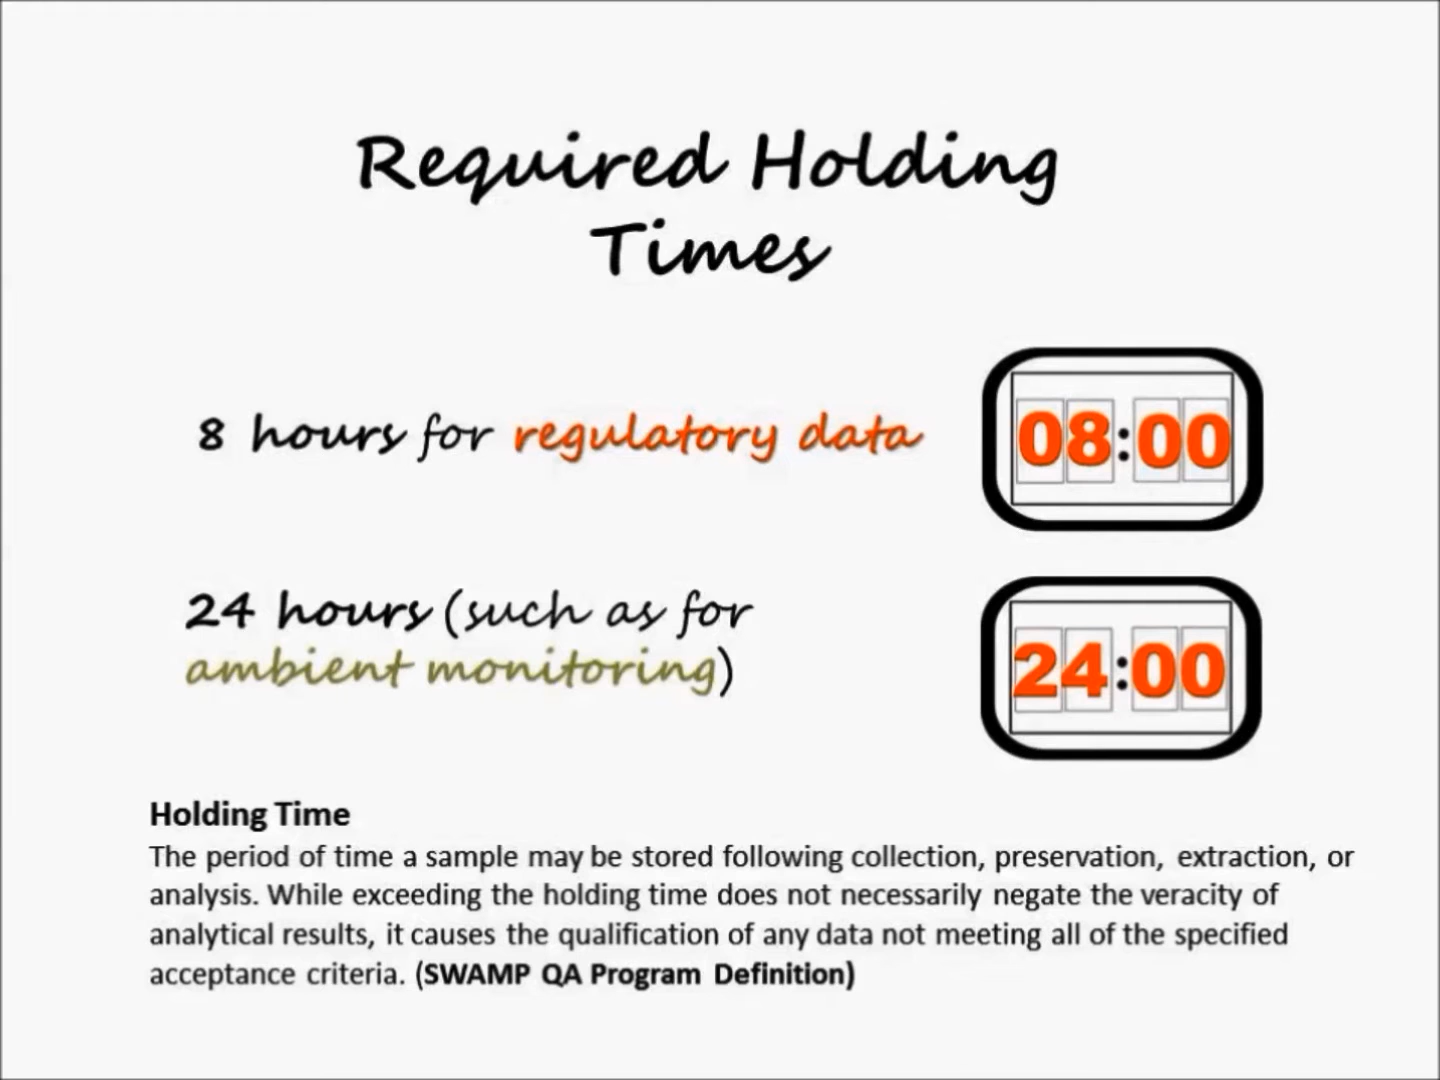 Required Holding
Times
8 hours for regulatory data
08:00
24 hours (such as for
ambient monitoring)
24:00
Holding Time
The period of time a sample may be stored following collection, preservation, extraction, or
analysis. While exceeding the holding time does not necessarily negate the veracity of
analytical results, it causes the qualification of any data not meeting all of the specified
acceptance criteria. (SWAMP QA Program Definition)